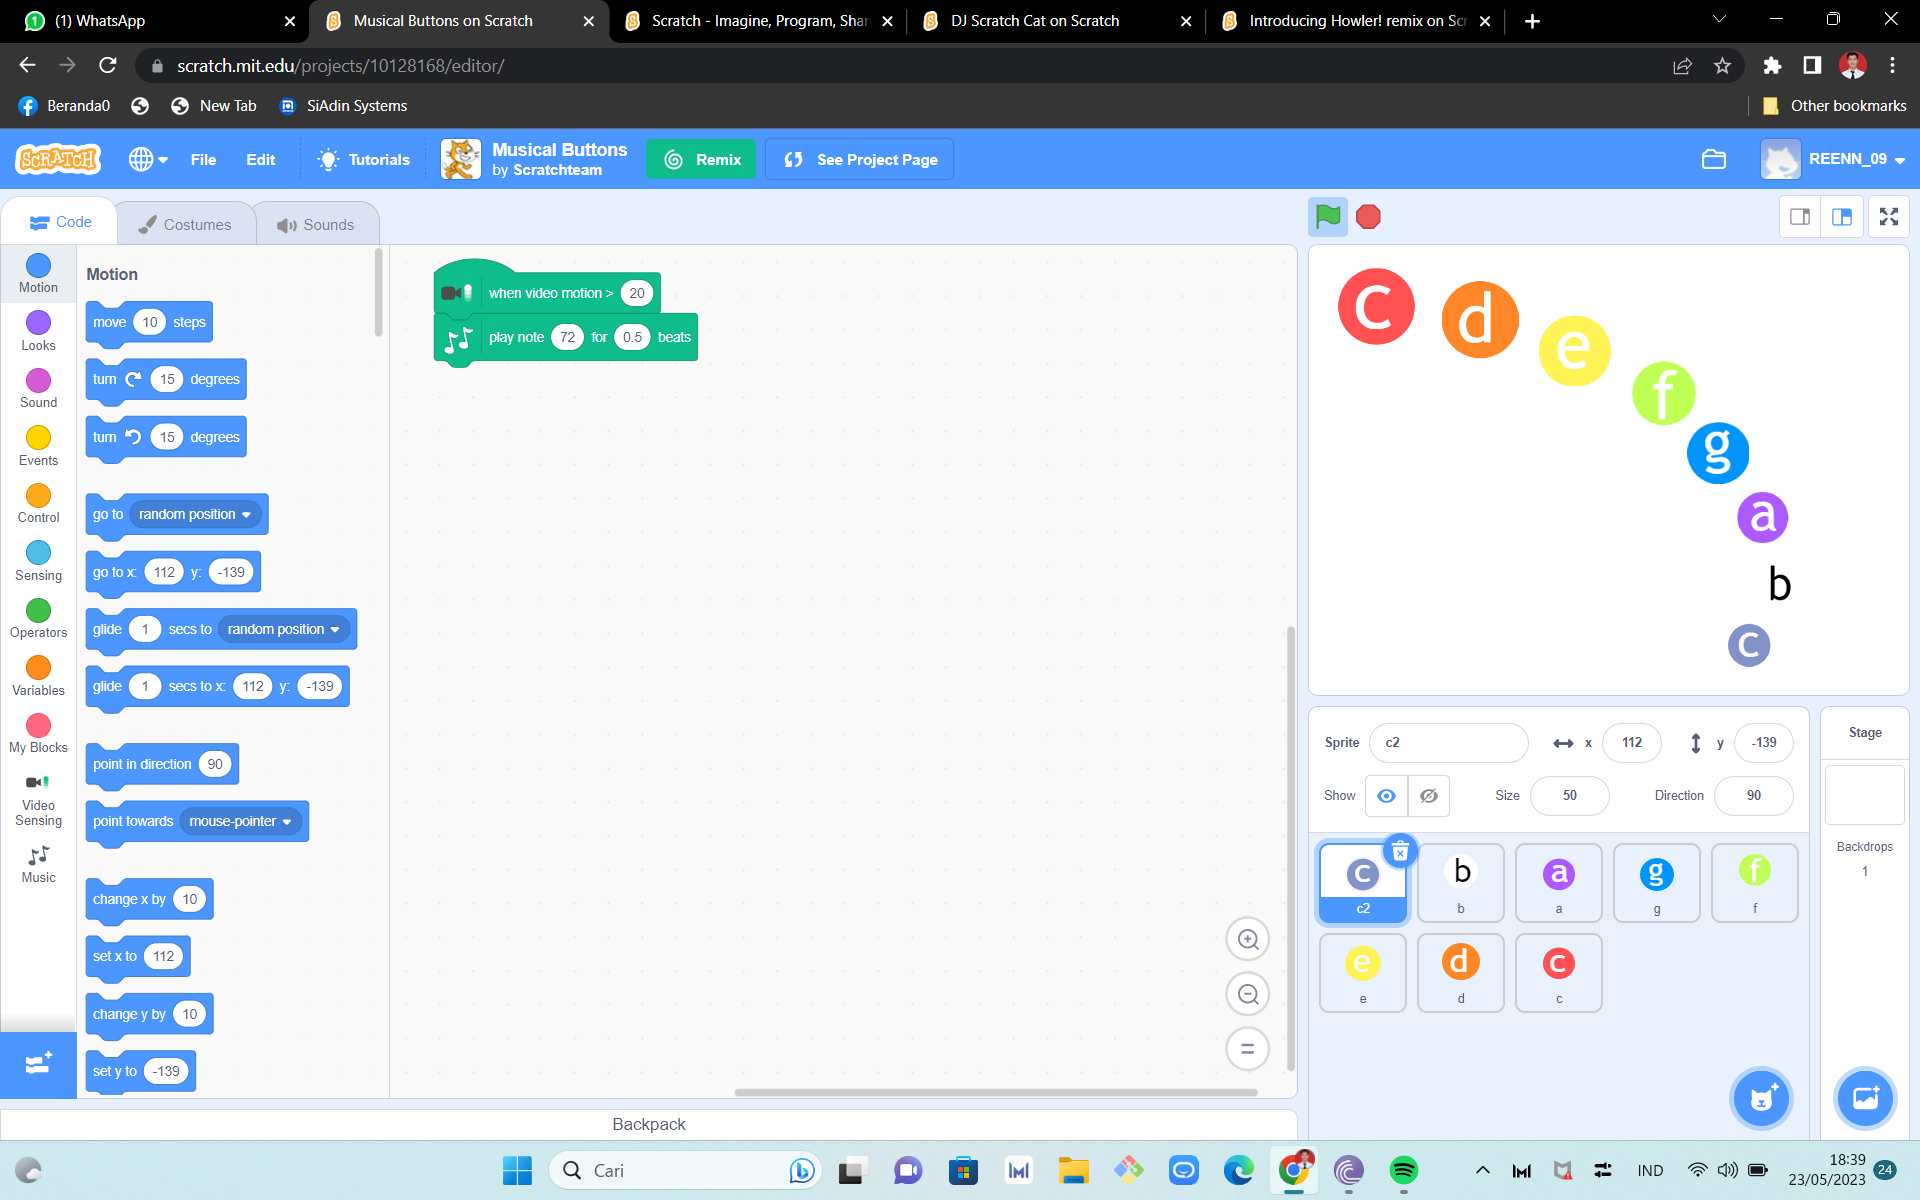 (1) WhatsApp
Musical Buttons on Scratch
Scratch - Imagine, Program, Shar
DJ Scratch Cat on Scratch
Introducing Howler! remix on Scr
scratch.mit.edu/projects/10128168/editor/
Beranda0
New Tab
SiAdin Systems
Other bookmarks
SCRATCH
File
Edit
Tutorials
Musical Buttons
by Scratchteam
Remix
See Project Page
REENN_09
Code
Costumes
Sounds
Motion
Looks
Sound
Events
Control
Sensing
Operators
Variables
My Blocks
Video
Sensing
Music
Motion
move 10 steps
turn 15 degrees
turn 15 degrees
go to random position
go to x: 112 y: -139
glide 1 secs to random position
glide 1 secs to x: 112 y: -139
point in direction 90
point towards mouse-pointer
change x by 10
set x to 112
change y by 10
set y to -139
when video motion > 20
play note 72 for 0.5 beats
Backpack
c
d
e
f
g
a
b
c
Sprite c2 x 112 y -139
Show Size 50 Direction 90
c
c2
b
b
a
a
g
g
f
f
e
e
d
d
c
c
Stage
Backdrops
1
Cari
IND
18:39
23/05/2023
24